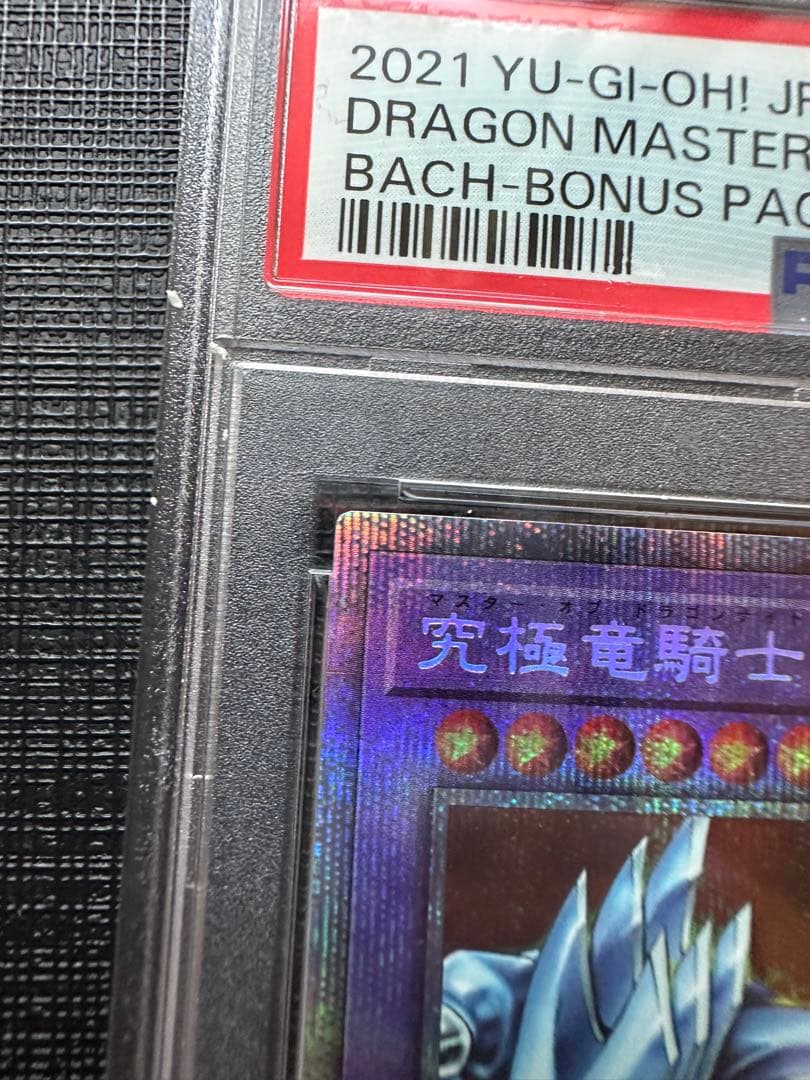 2021 YU-GI-OH! JP
DRAGON MASTER
BACH-BONUS PAC
マスター・オブ・ドラゴンナイト
究極竜騎士